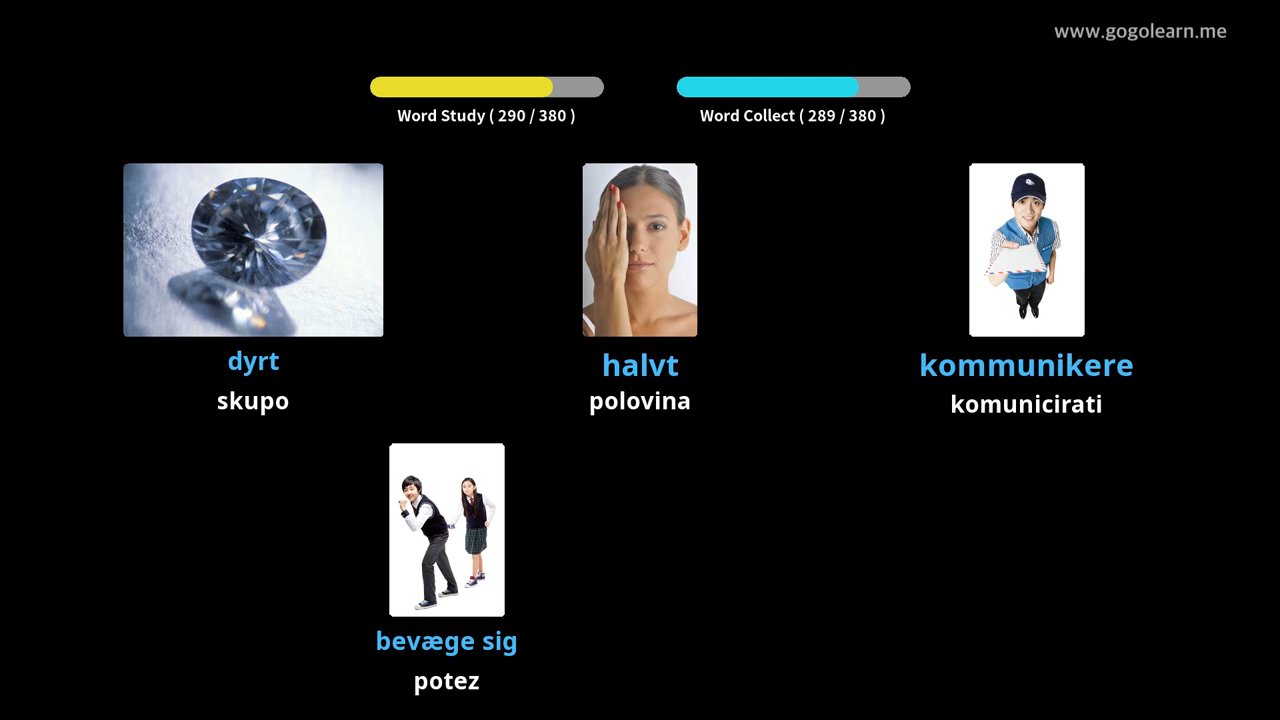 www.gogolearn.me
Word Study ( 290 / 380 )
Word Collect ( 289 / 380 )
dyrt
skupo
halvt
polovina
kommunikere
komunicirati
bevæge sig
potez